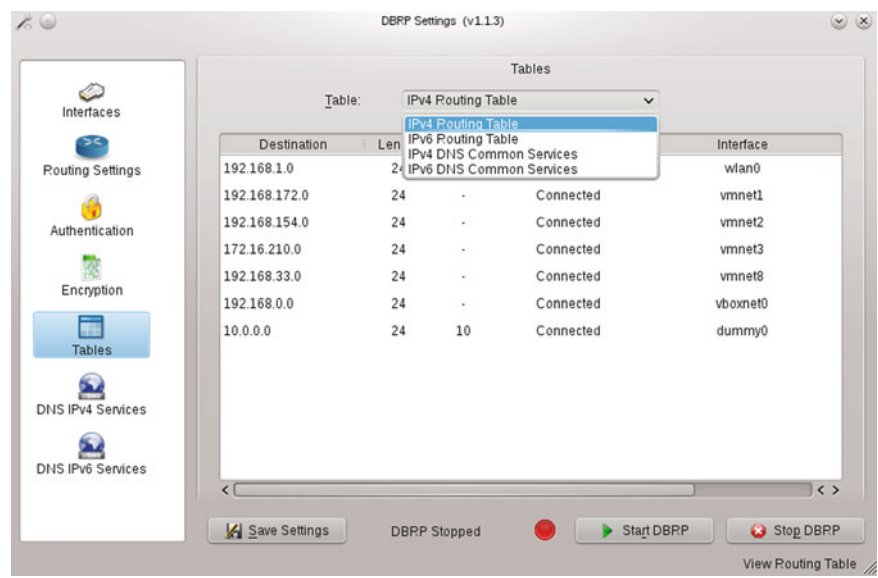 DBRP Settings (v1.1.3)
Tables
Table: IPv4 Routing Table
IPv4 Routing Table
IPv6 Routing Table
IPv4 DNS Common Services
IPv6 DNS Common Services
Interfaces
Routing Settings
Authentication
Encryption
Tables
DNS IPv4 Services
DNS IPv6 Services
Destination Len Interface
192.168.1.0 24 wlan0
192.168.172.0 24 - Connected vmnet1
192.168.154.0 24 - Connected vmnet2
172.16.210.0 24 - Connected vmnet3
192.168.33.0 24 - Connected vmnet8
192.168.0.0 24 - Connected vboxnet0
10.0.0.0 24 10 Connected dummy0
Save Settings DBRP Stopped Start DBRP Stop DBRP
View Routing Table